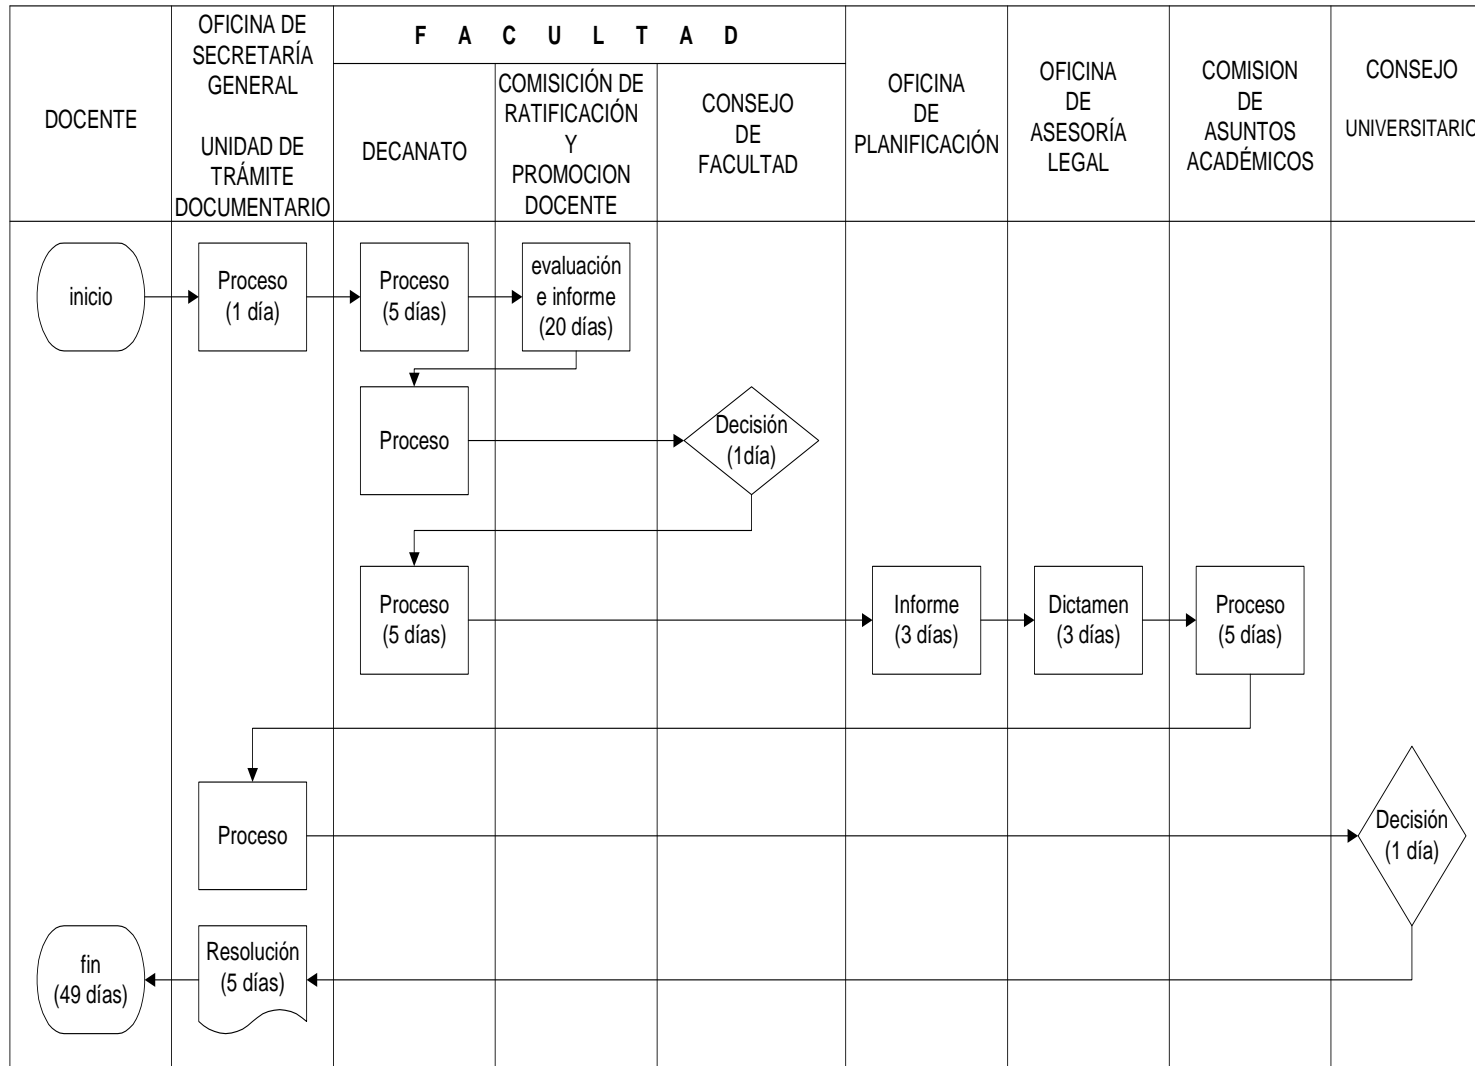 DOCENTE
OFICINA DE
SECRETARÍA
GENERAL
UNIDAD DE
TRÁMITE
DOCUMENTARIO
F A C U L T A D
DECANATO
COMISICIÓN DE
RATIFICACIÓN
Y
PROMOCION
DOCENTE
CONSEJO
DE
FACULTAD
OFICINA
DE
PLANIFICACIÓN
OFICINA
DE
ASESORÍA
LEGAL
COMISION
DE
ASUNTOS
ACADÉMICOS
CONSEJO
UNIVERSITARIO
inicio
Proceso
(1 día)
Proceso
(5 días)
evaluación
e informe
(20 días)
Proceso
Decisión
(1día)
Proceso
(5 días)
Informe
(3 días)
Dictamen
(3 días)
Proceso
(5 días)
Proceso
Decisión
(1 día)
fin
(49 días)
Resolución
(5 días)